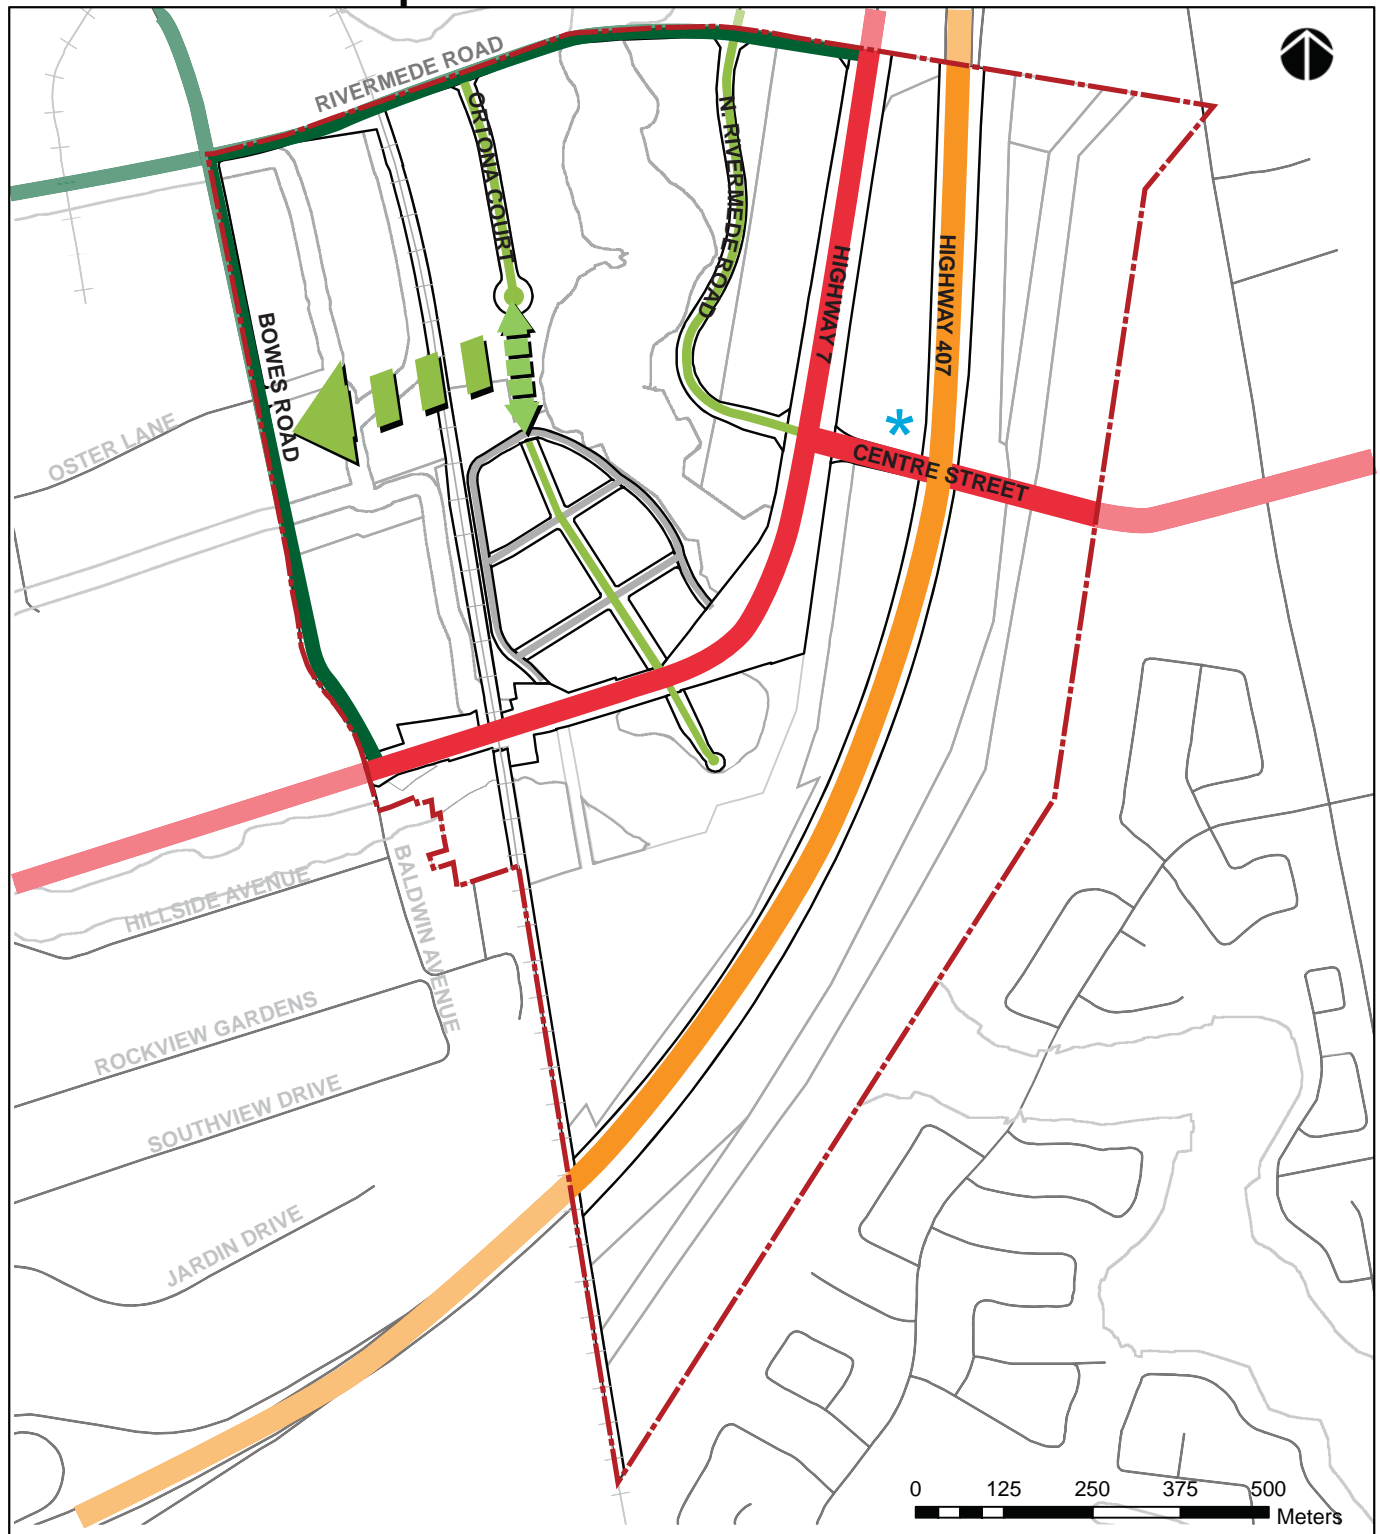 RIVERMEDE ROAD
ORTONA COURT
N. RIVERMEDE ROAD
HIGHWAY 7
HIGHWAY 407
BOWES ROAD
OSTER LANE
*
CENTRE STREET
HILLSIDE AVENUE
BALDWIN AVENUE
ROCKVIEW GARDENS
SOUTHVIEW DRIVE
JARDIN DRIVE
0 125 250 375 500
Meters